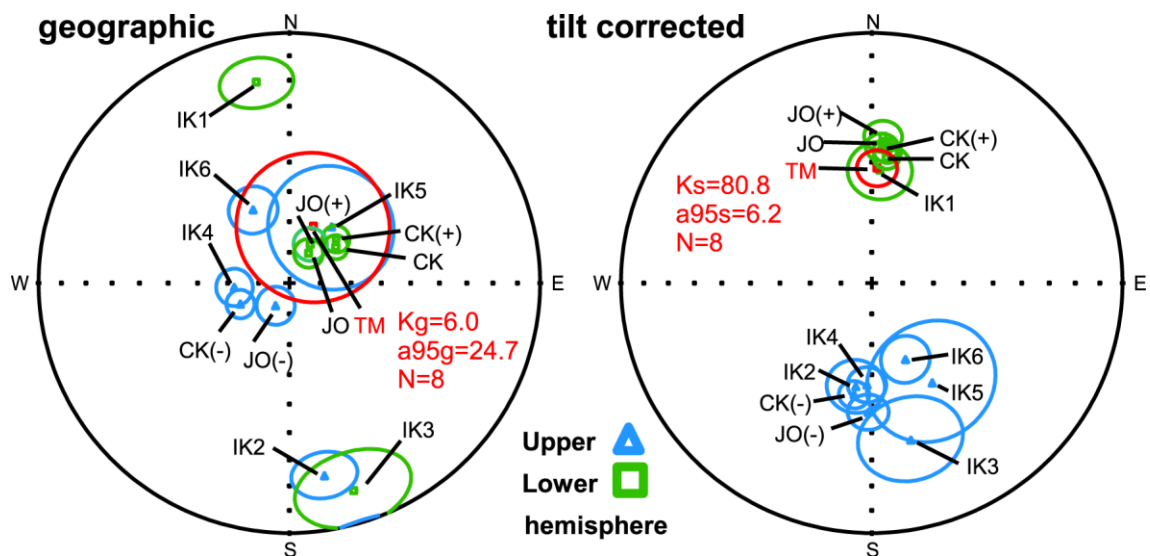 geographic
N
IK1
IK6
JO(+)
IK5
IK4
CK(+)
CK
W
E
CK(-)
JO(-)
JO
TM
Kg=6.0
a95g=24.7
N=8
IK2
IK3
S
Upper
Lower
hemisphere
tilt corrected
N
JO(+)
JO
CK(+)
CK
TM
IK1
Ks=80.8
a95s=6.2
N=8
W
E
IK4
IK6
IK2
IK5
CK(-)
JO(-)
IK3
S